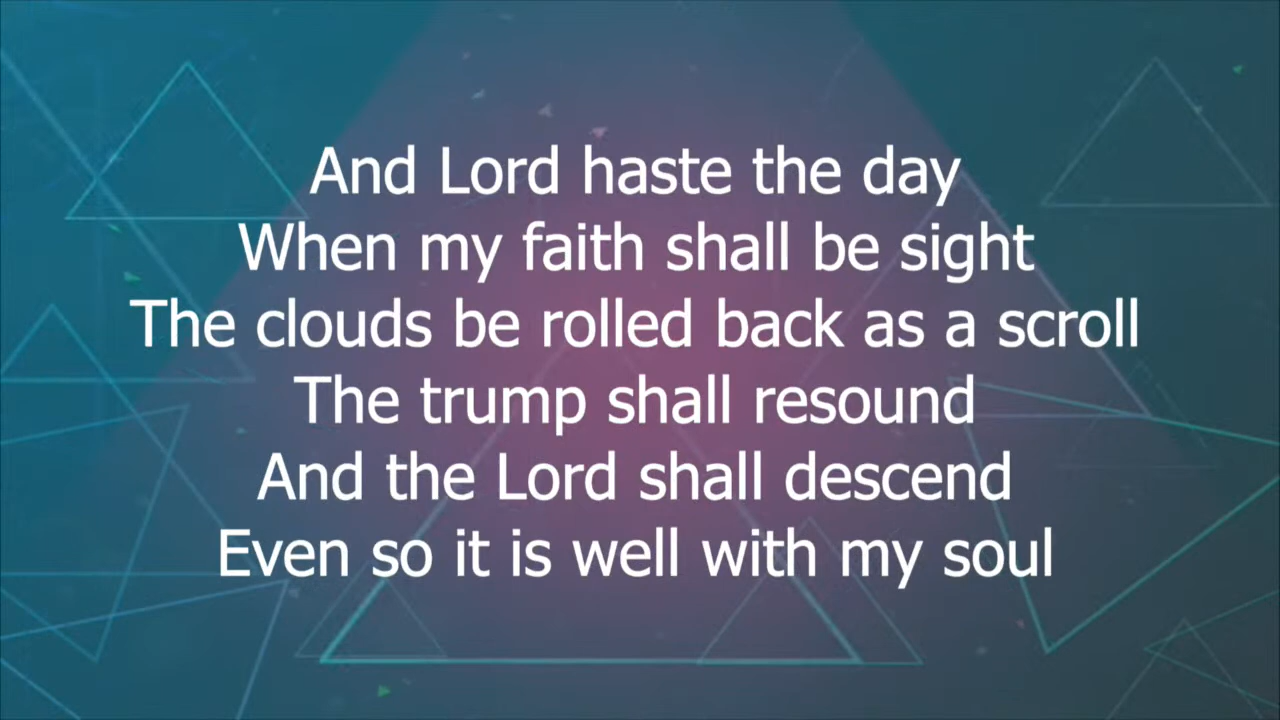 And Lord haste the day
When my faith shall be sight
The clouds be rolled back as a scroll
The trump shall resound
And the Lord shall descend
Even so it is well with my soul